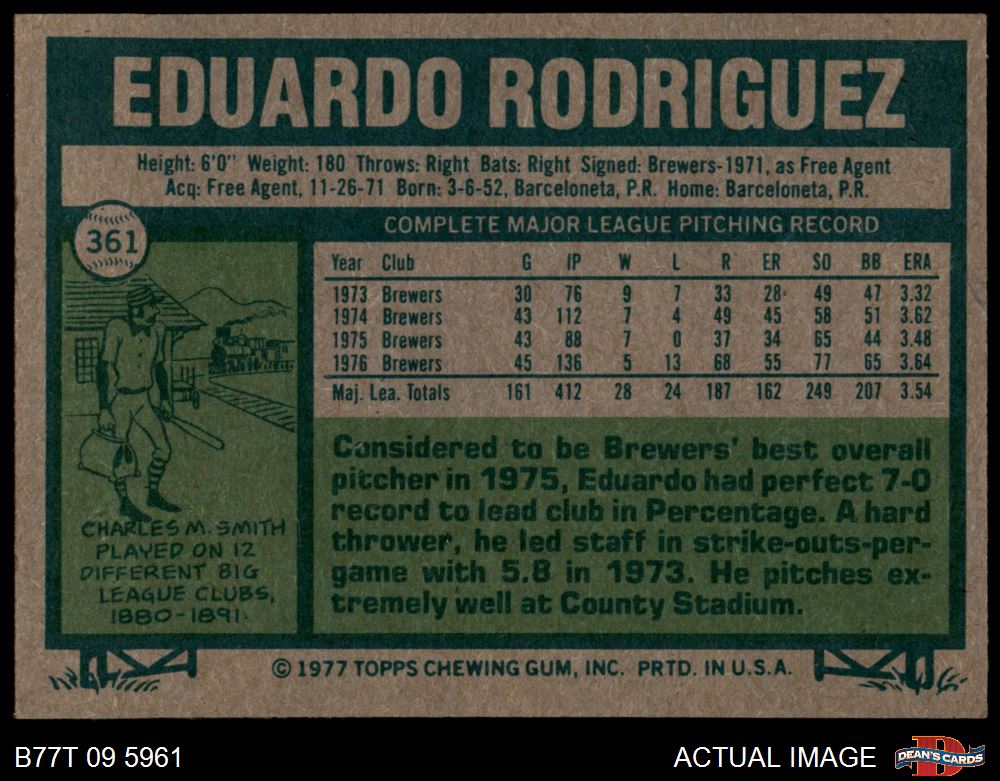 EDUARDO RODRIGUEZ
Height: 6'0" Weight: 180 Throws: Right Bats: Right Signed: Brewers-1971, as Free Agent
Acq: Free Agent, 11-26-71 Born: 3-6-52, Barceloneta, P.R. Home: Barceloneta, P.R.
361
COMPLETE MAJOR LEAGUE PITCHING RECORD
Year Club G IP W L R ER SO BB ERA
1973 Brewers 30 76 9 7 33 28 49 47 3.32
1974 Brewers 43 112 7 4 49 45 58 51 3.62
1975 Brewers 43 88 7 0 37 34 65 44 3.48
1976 Brewers 45 136 5 13 68 55 77 65 3.64
Maj. Lea. Totals 161 412 28 24 187 162 249 207 3.54
Considered to be Brewers' best overall
pitcher in 1975, Eduardo had perfect 7-0
record to lead club in Percentage. A hard
thrower, he led staff in strike-outs-per-
game with 5.8 in 1973. He pitches ex-
tremely well at County Stadium.
CHARLES M. SMITH
PLAYED ON 12
DIFFERENT BIG
LEAGUE CLUBS,
1880-1891.
© 1977 TOPPS CHEWING GUM, INC. PRTD. IN U.S.A.
B77T 09 5961
ACTUAL IMAGE
D
DEAN'S CARDS